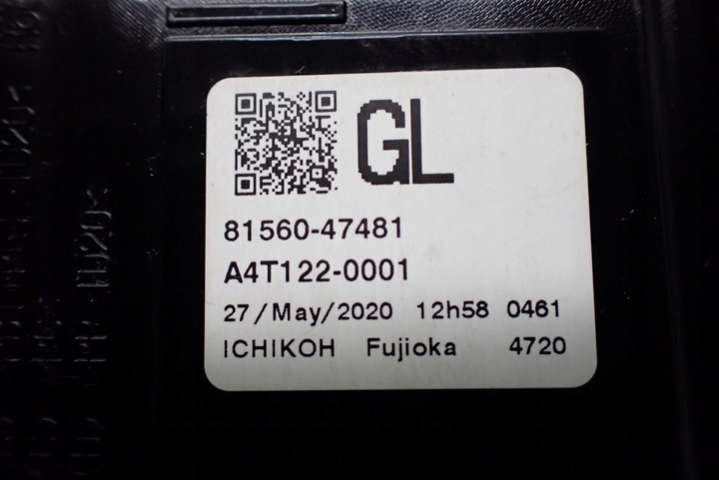 GL
81560-47481
A4T122-0001
27/May/2020 12h58 0461
ICHIKOH Fujioka 4720